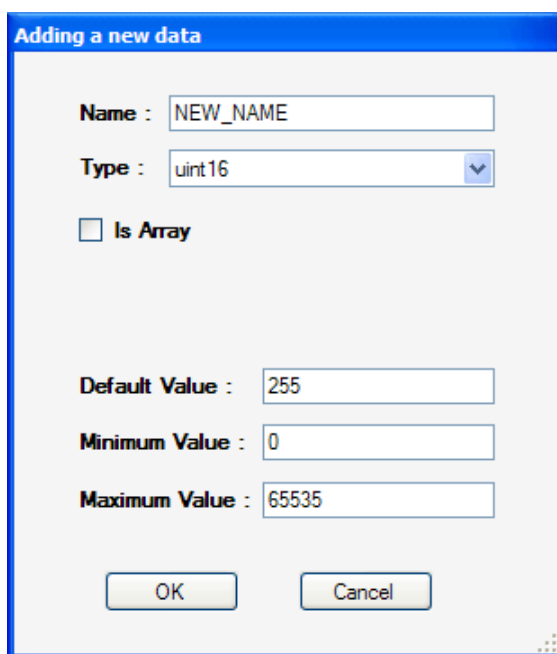 Adding a new data
Name : NEW_NAME
Type : uint16
Is Array
Default Value : 255
Minimum Value : 0
Maximum Value : 65535
OK Cancel